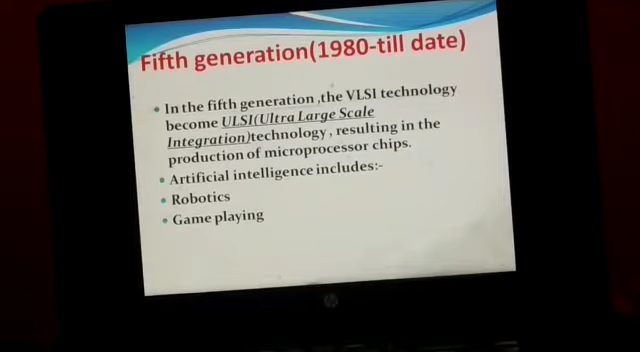 Fifth generation(1980-till date)
• In the fifth generation ,the VLSI technology
become ULSI(Ultra Large Scale
Integration)technology , resulting in the
production of microprocessor chips.
• Artificial intelligence includes:-
• Robotics
• Game playing
hp